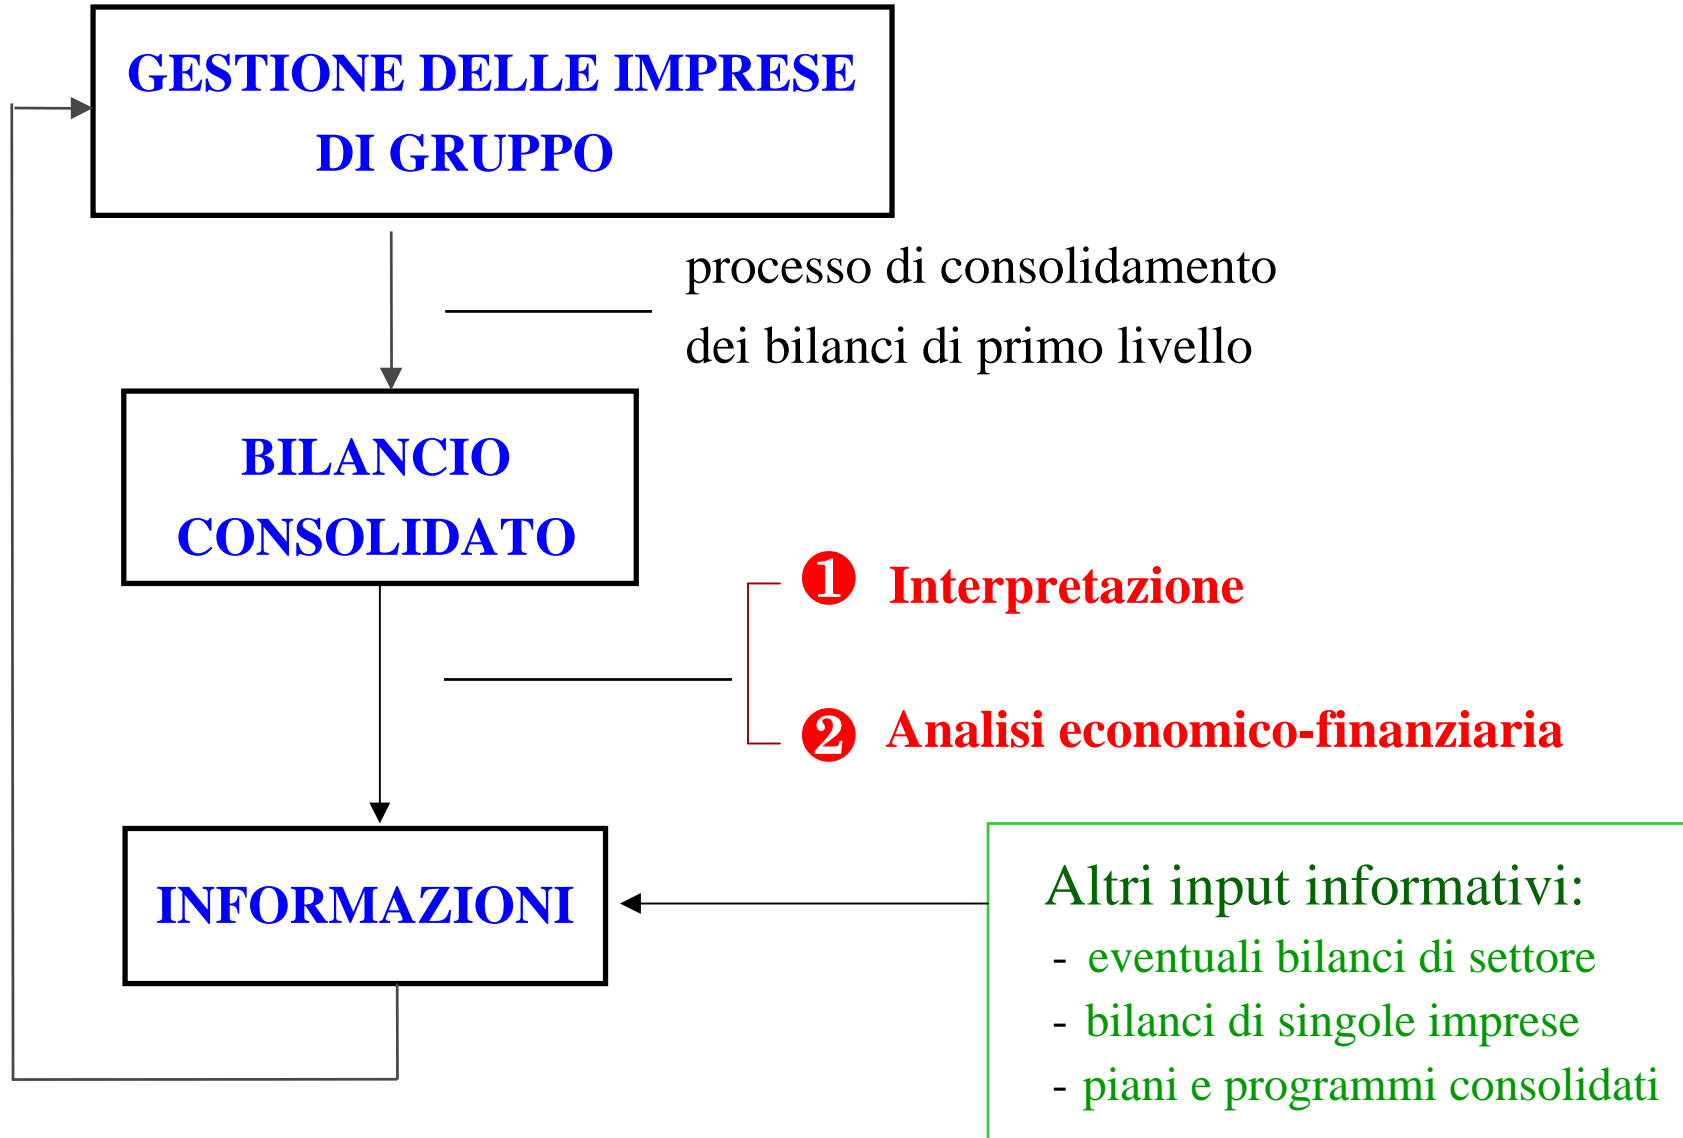 GESTIONE DELLE IMPRESE
DI GRUPPO
processo di consolidamento
dei bilanci di primo livello
BILANCIO
CONSOLIDATO
❶ Interpretazione
❷ Analisi economico-finanziaria
INFORMAZIONI
Altri input informativi:
- eventuali bilanci di settore
- bilanci di singole imprese
- piani e programmi consolidati